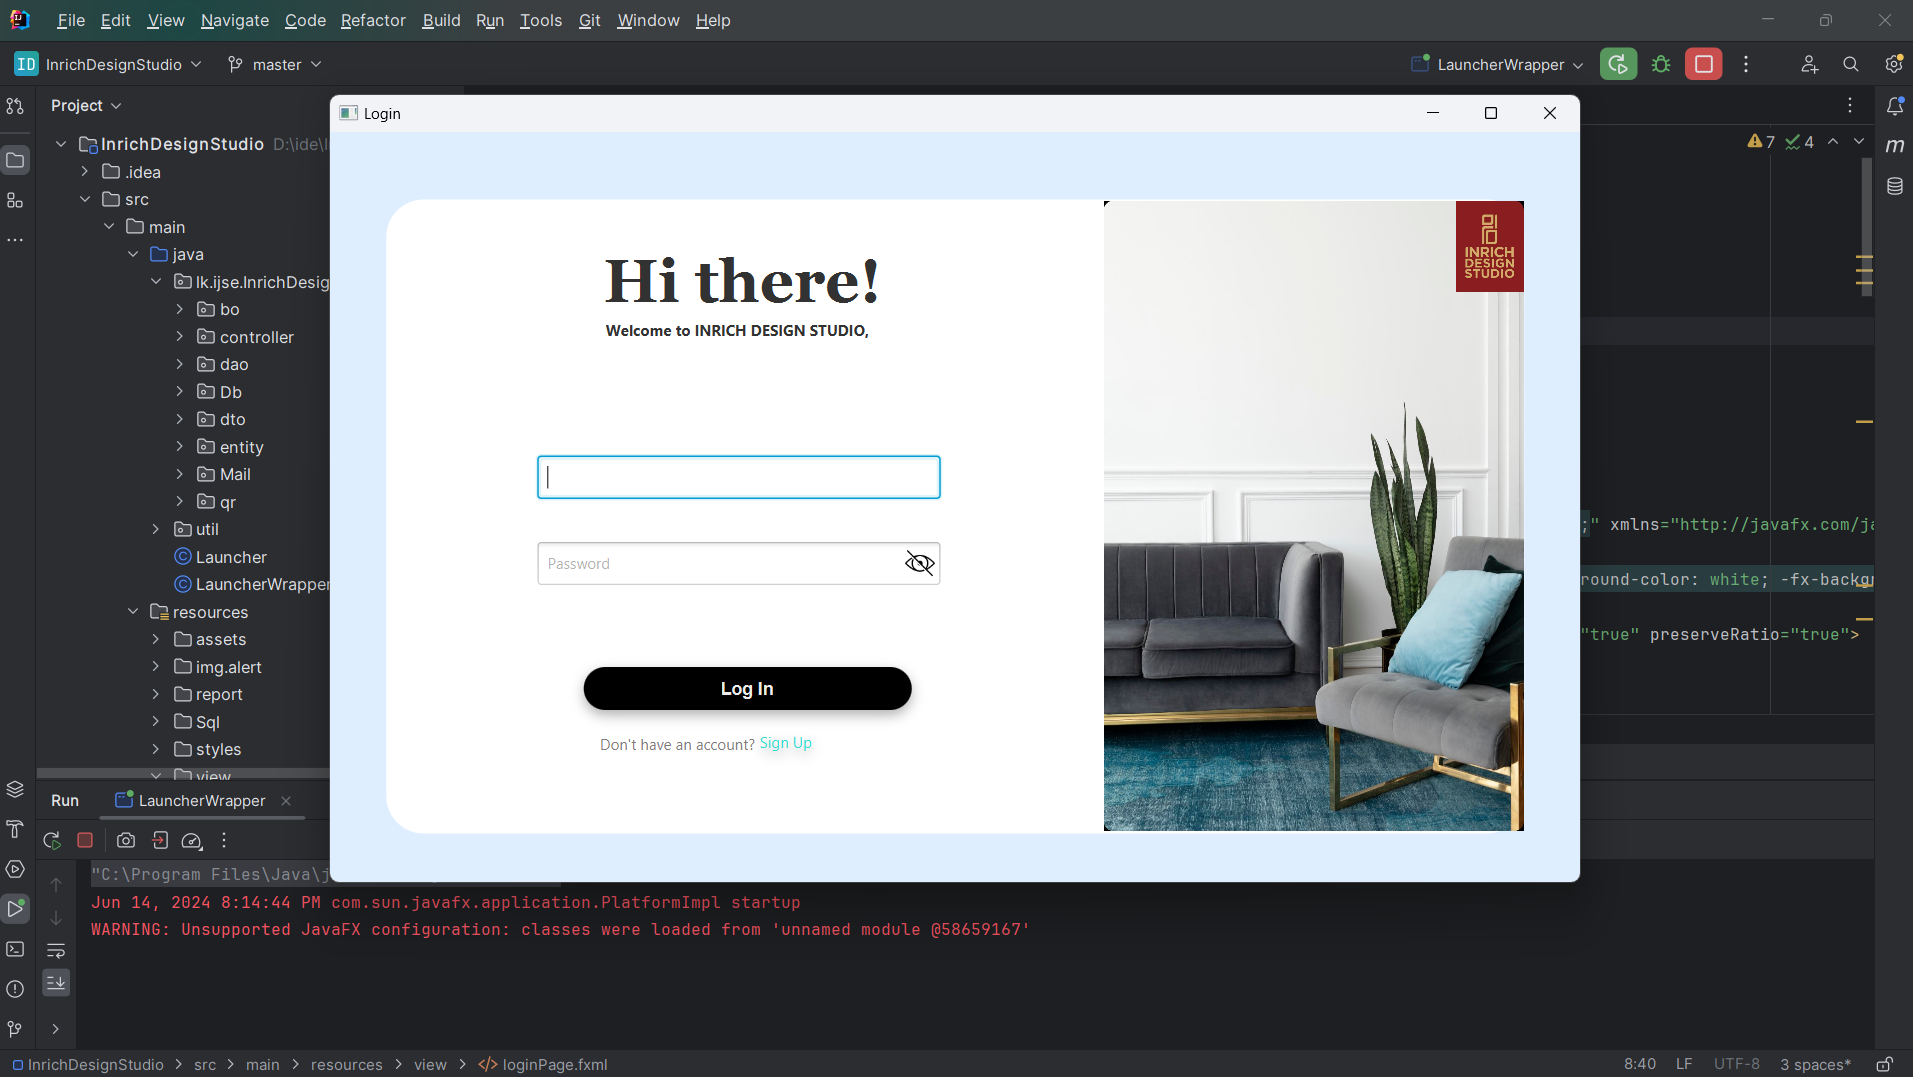 File Edit View Navigate Code Refactor Build Run Tools Git Window Help
ID InrichDesignStudio master LauncherWrapper
Project
InrichDesignStudio D:\ide\I
.idea
src
main
java
lk.ijse.InrichDesig
bo
controller
dao
Db
dto
entity
Mail
qr
util
Launcher
LauncherWrapper
resources
assets
img.alert
report
Sql
styles
view
Login
Hi there!
Welcome to INRICH DESIGN STUDIO,
Password
Log In
Don't have an account? Sign Up
INRICH
DESIGN
STUDIO
7 4
m
;" xmlns="http://javafx.com/ja
round-color: white; -fx-backgr
"true" preserveRatio="true">
Run LauncherWrapper
"C:\Program Files\Java\j
Jun 14, 2024 8:14:44 PM com.sun.javafx.application.PlatformImpl startup
WARNING: Unsupported JavaFX configuration: classes were loaded from 'unnamed module @58659167'
InrichDesignStudio > src > main > resources > view > </> loginPage.fxml
8:40 LF UTF-8 3 spaces*